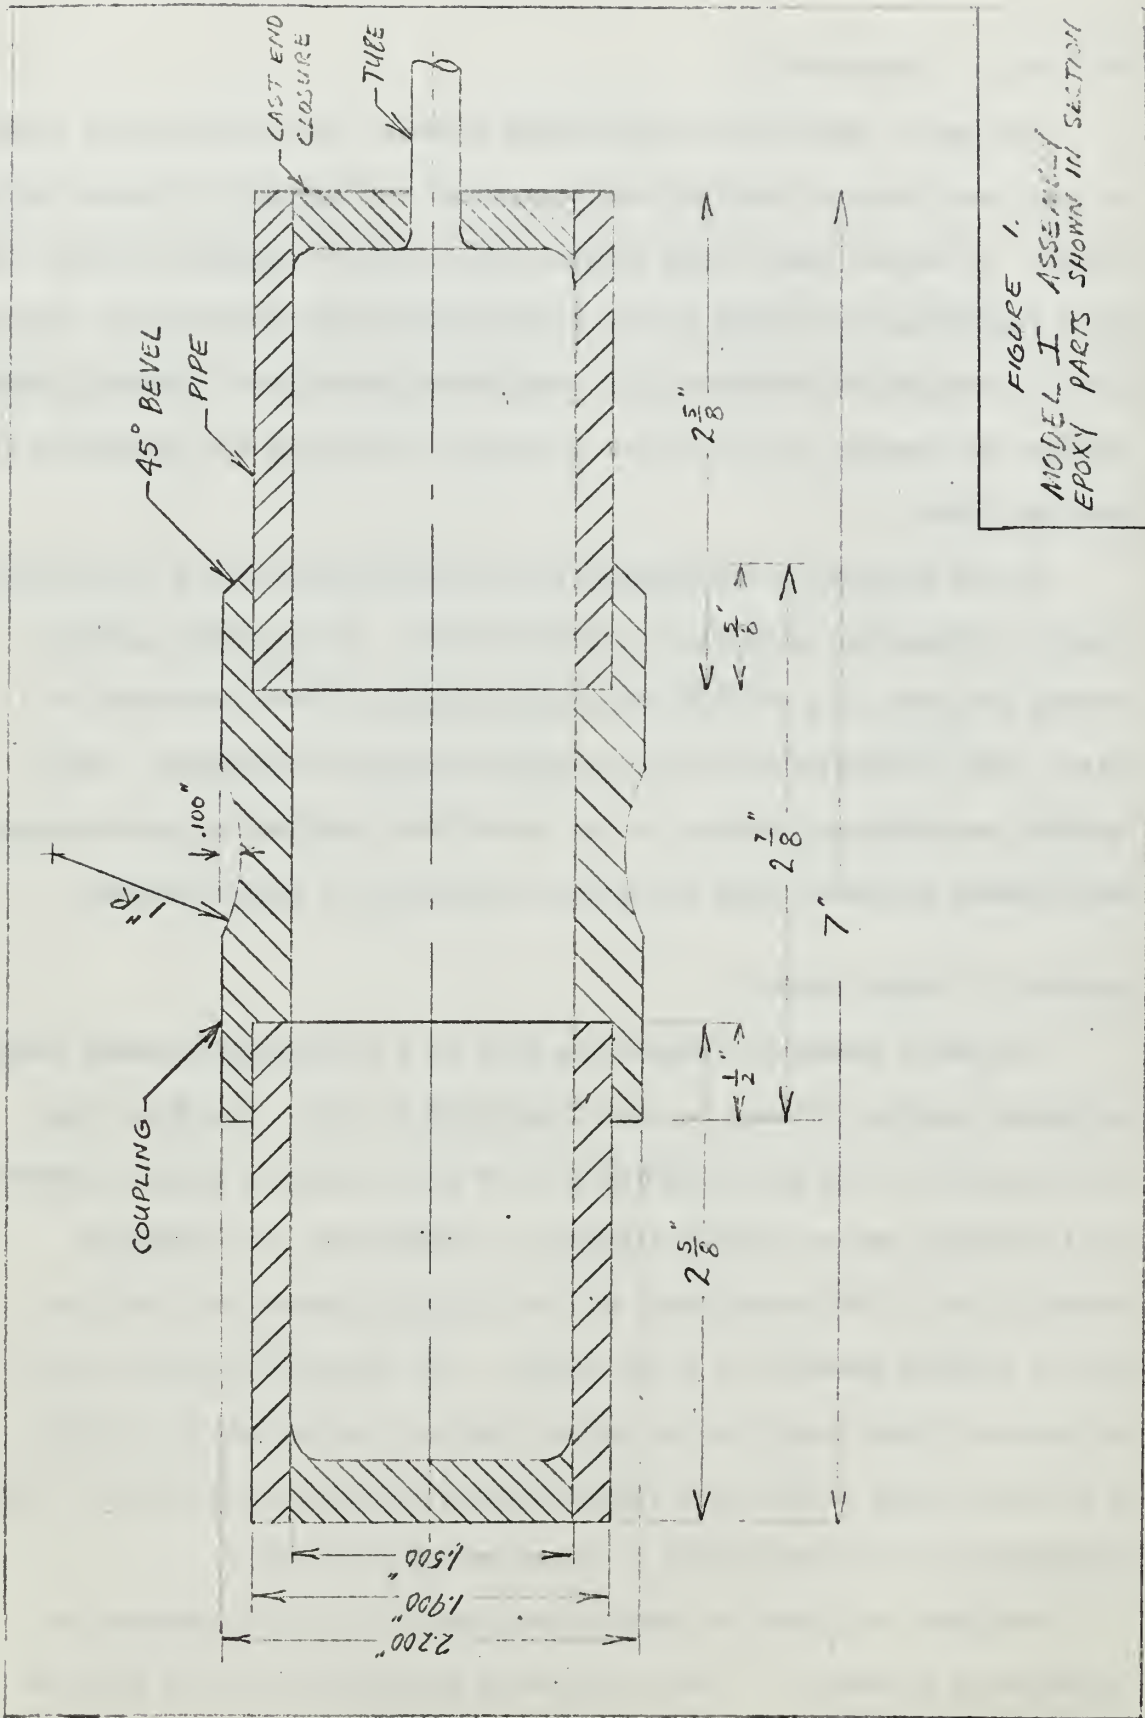 CAST END
CLOSURE
TUBE
45° BEVEL
PIPE
.100"
1"R
COUPLING
2 5/8"
5/8"
2 7/8"
7"
1/2"
2 5/8"
1.500"
1.900"
2.200"
FIGURE 1.
MODEL I ASSEMBLY
EPOXY PARTS SHOWN IN SECTION